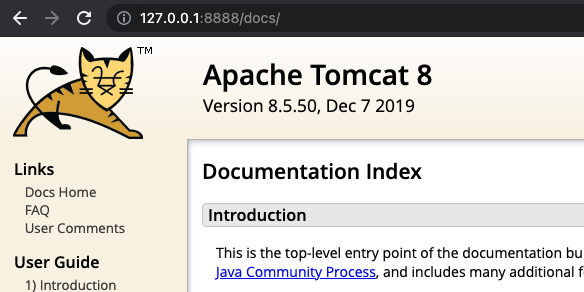 127.0.0.1:8888/docs/
TM
Apache Tomcat 8
Version 8.5.50, Dec 7 2019
Links
Docs Home
FAQ
User Comments
User Guide
1) Introduction
Documentation Index
Introduction
This is the top-level entry point of the documentation bu
Java Community Process, and includes many additional f